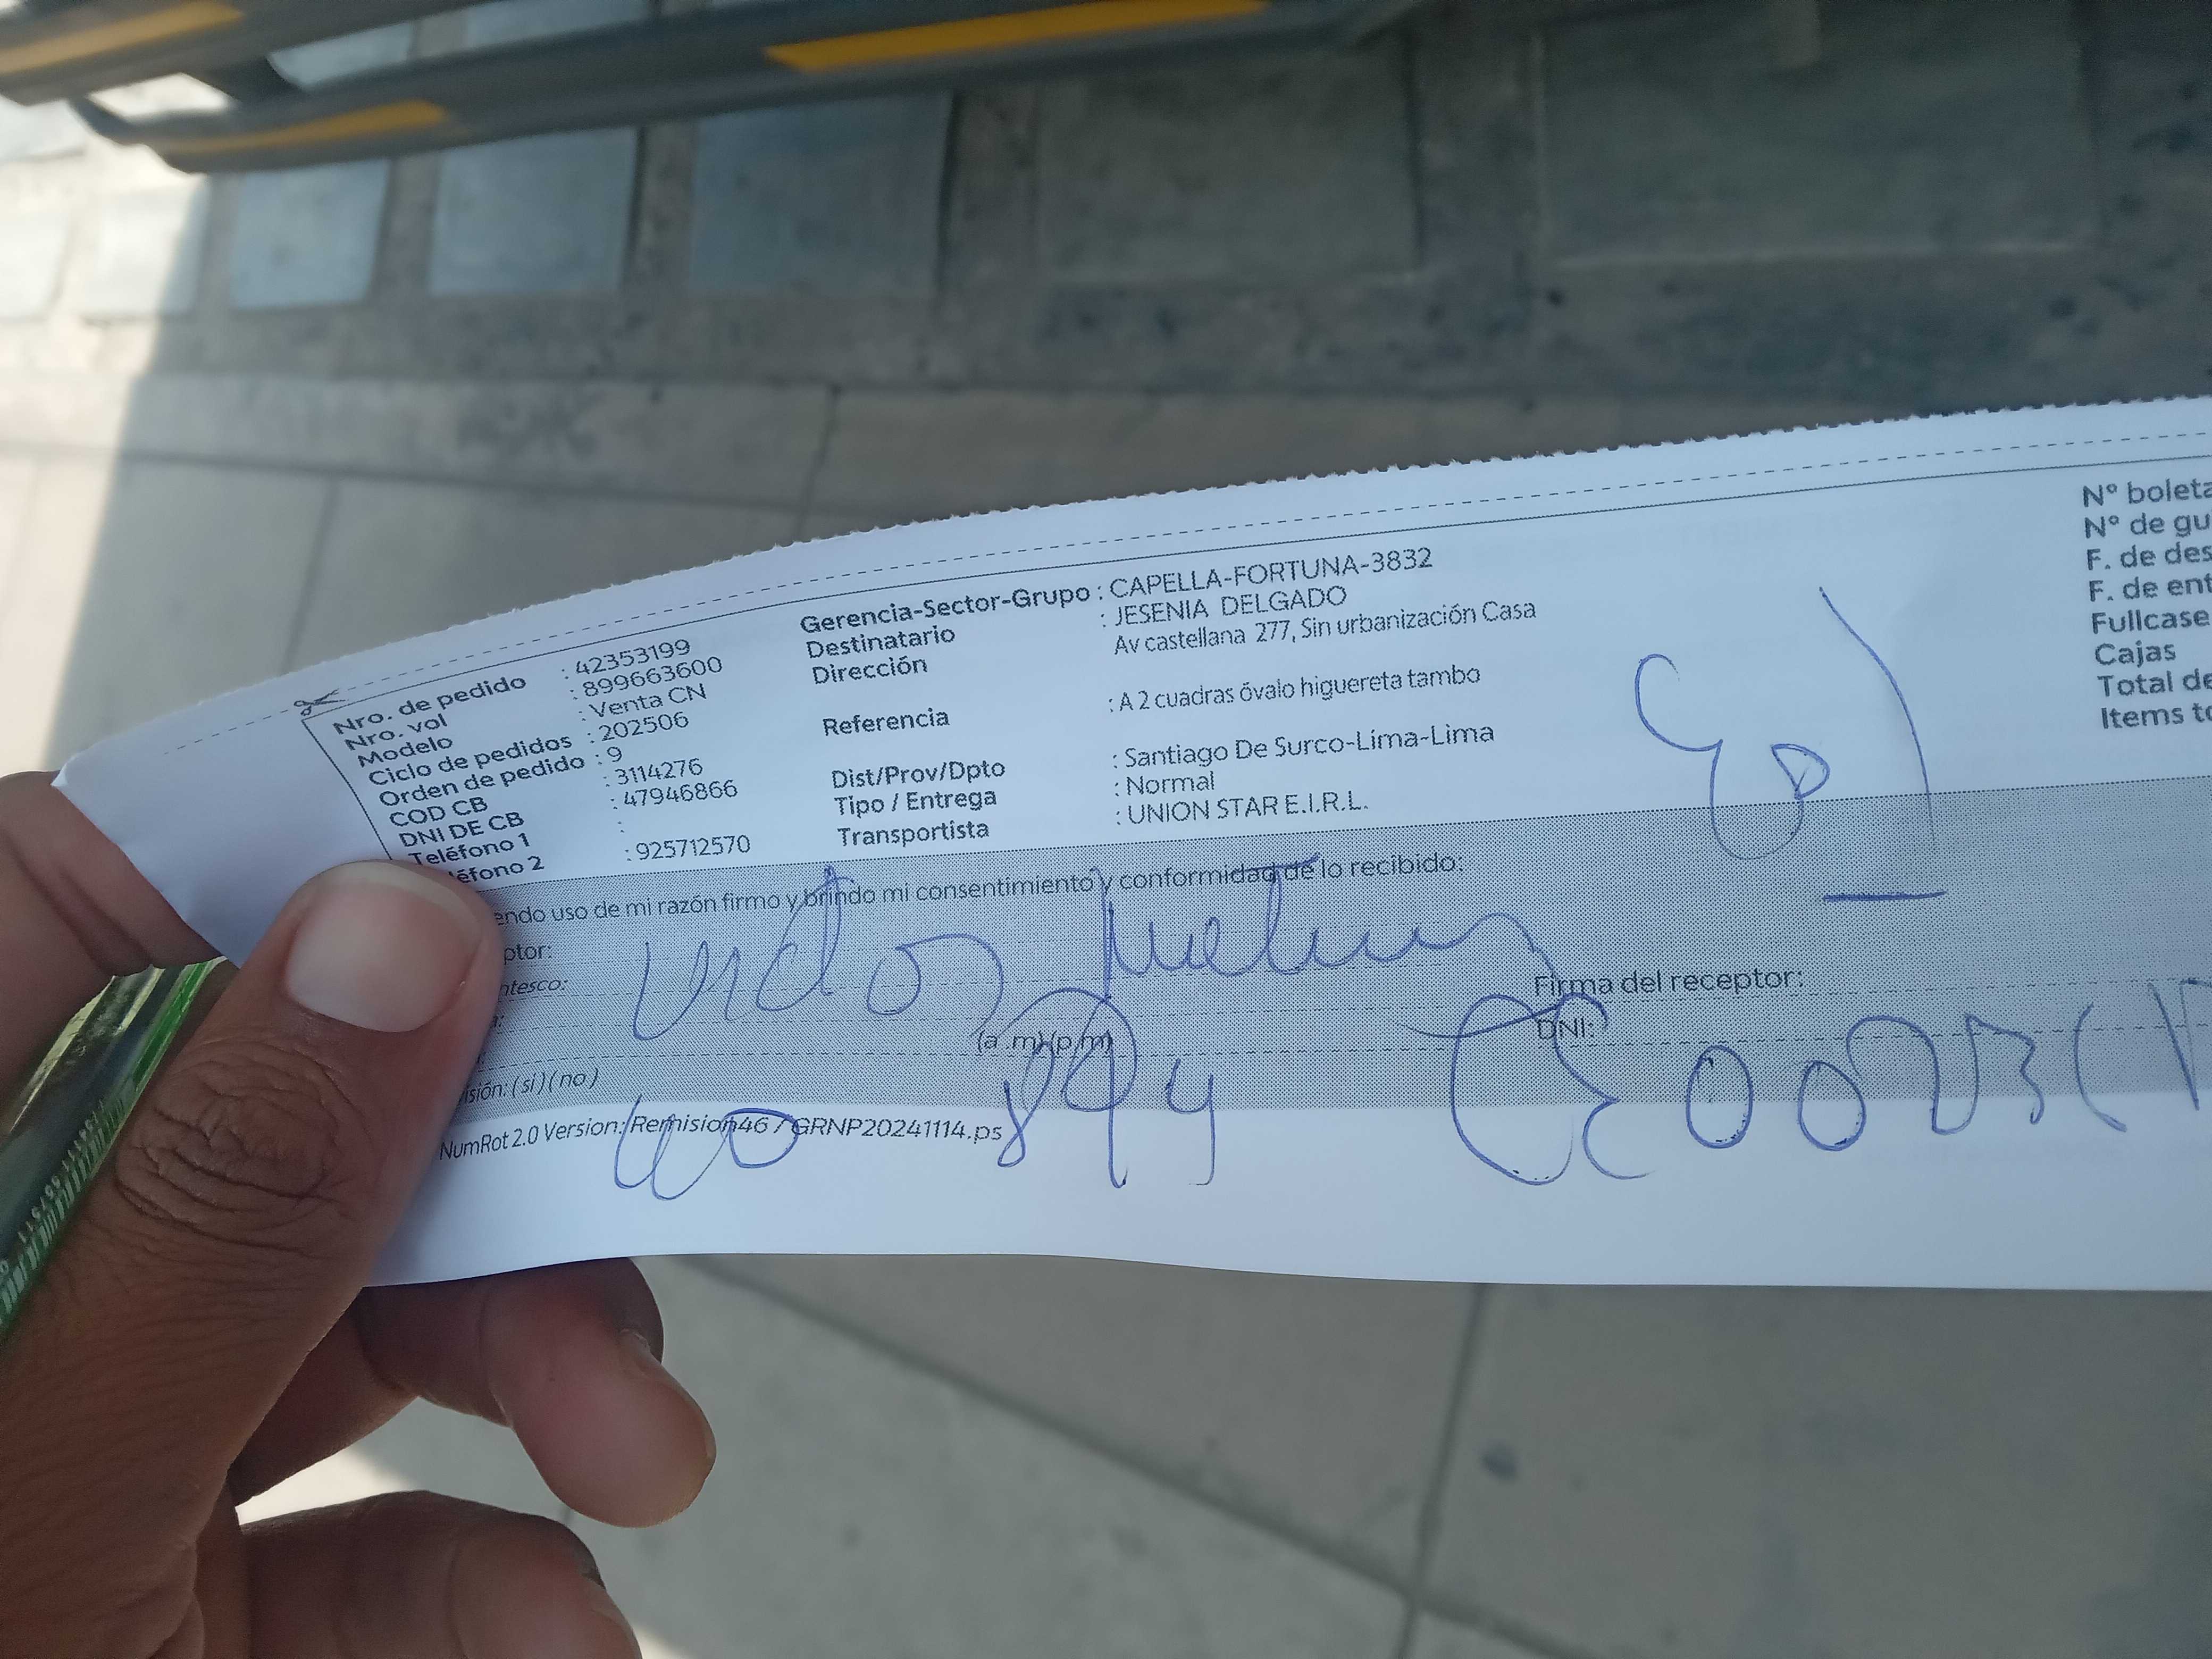 Nro. de pedido : 42353199
Nro. vol : 899663600
Modelo : Venta CN
Ciclo de pedidos : 202506
Orden de pedido : 9
COD CB : 3114276
DNI DE CB : 47946866
Teléfono 1 :
léfono 2 : 925712570
Gerencia-Sector-Grupo : CAPELLA-FORTUNA-3832
Destinatario : JESENIA DELGADO
Dirección Av castellana 277, Sin urbanización Casa
Referencia : A 2 cuadras óvalo higuereta tambo
Dist/Prov/Dpto : Santiago De Surco-Lima-Lima
Tipo / Entrega : Normal
Transportista : UNION STAR E.I.R.L.
N° boleta
N° de gu
F. de des
F. de ent
Fullcase
Cajas
Total de
Items to
endo uso de mi razón firmo y brindo mi consentimiento y conformidad de lo recibido:
ptor:
ntesco:
Victor
Firma del receptor:
(a .m)(p.m)
DNI:
isión: (si) (no)
NumRot 2.0 Version: Remision46 / GRNP20241114.ps